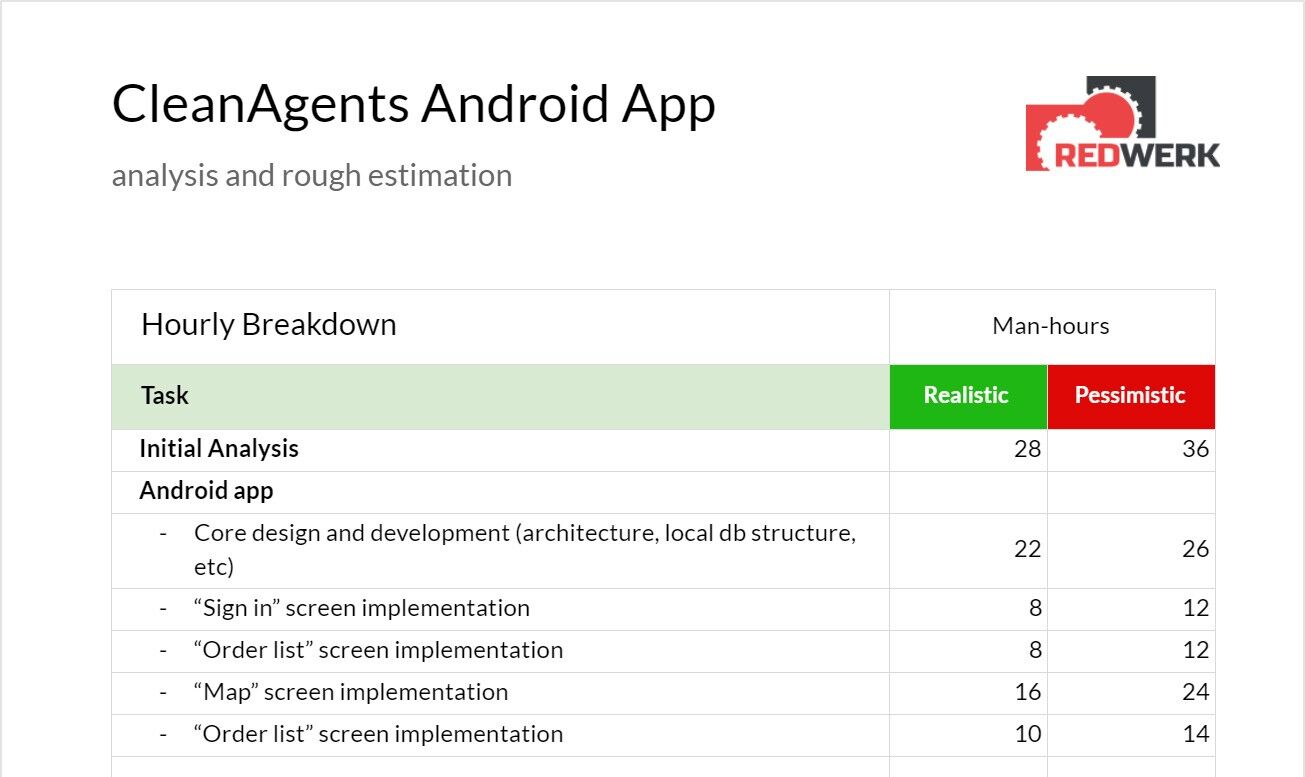 CleanAgents Android App
analysis and rough estimation
REDWERK
Hourly Breakdown Man-hours
Task Realistic Pessimistic
Initial Analysis 28 36
Android app
- Core design and development (architecture, local db structure,
etc) 22 26
- “Sign in” screen implementation 8 12
- “Order list” screen implementation 8 12
- “Map” screen implementation 16 24
- “Order list” screen implementation 10 14